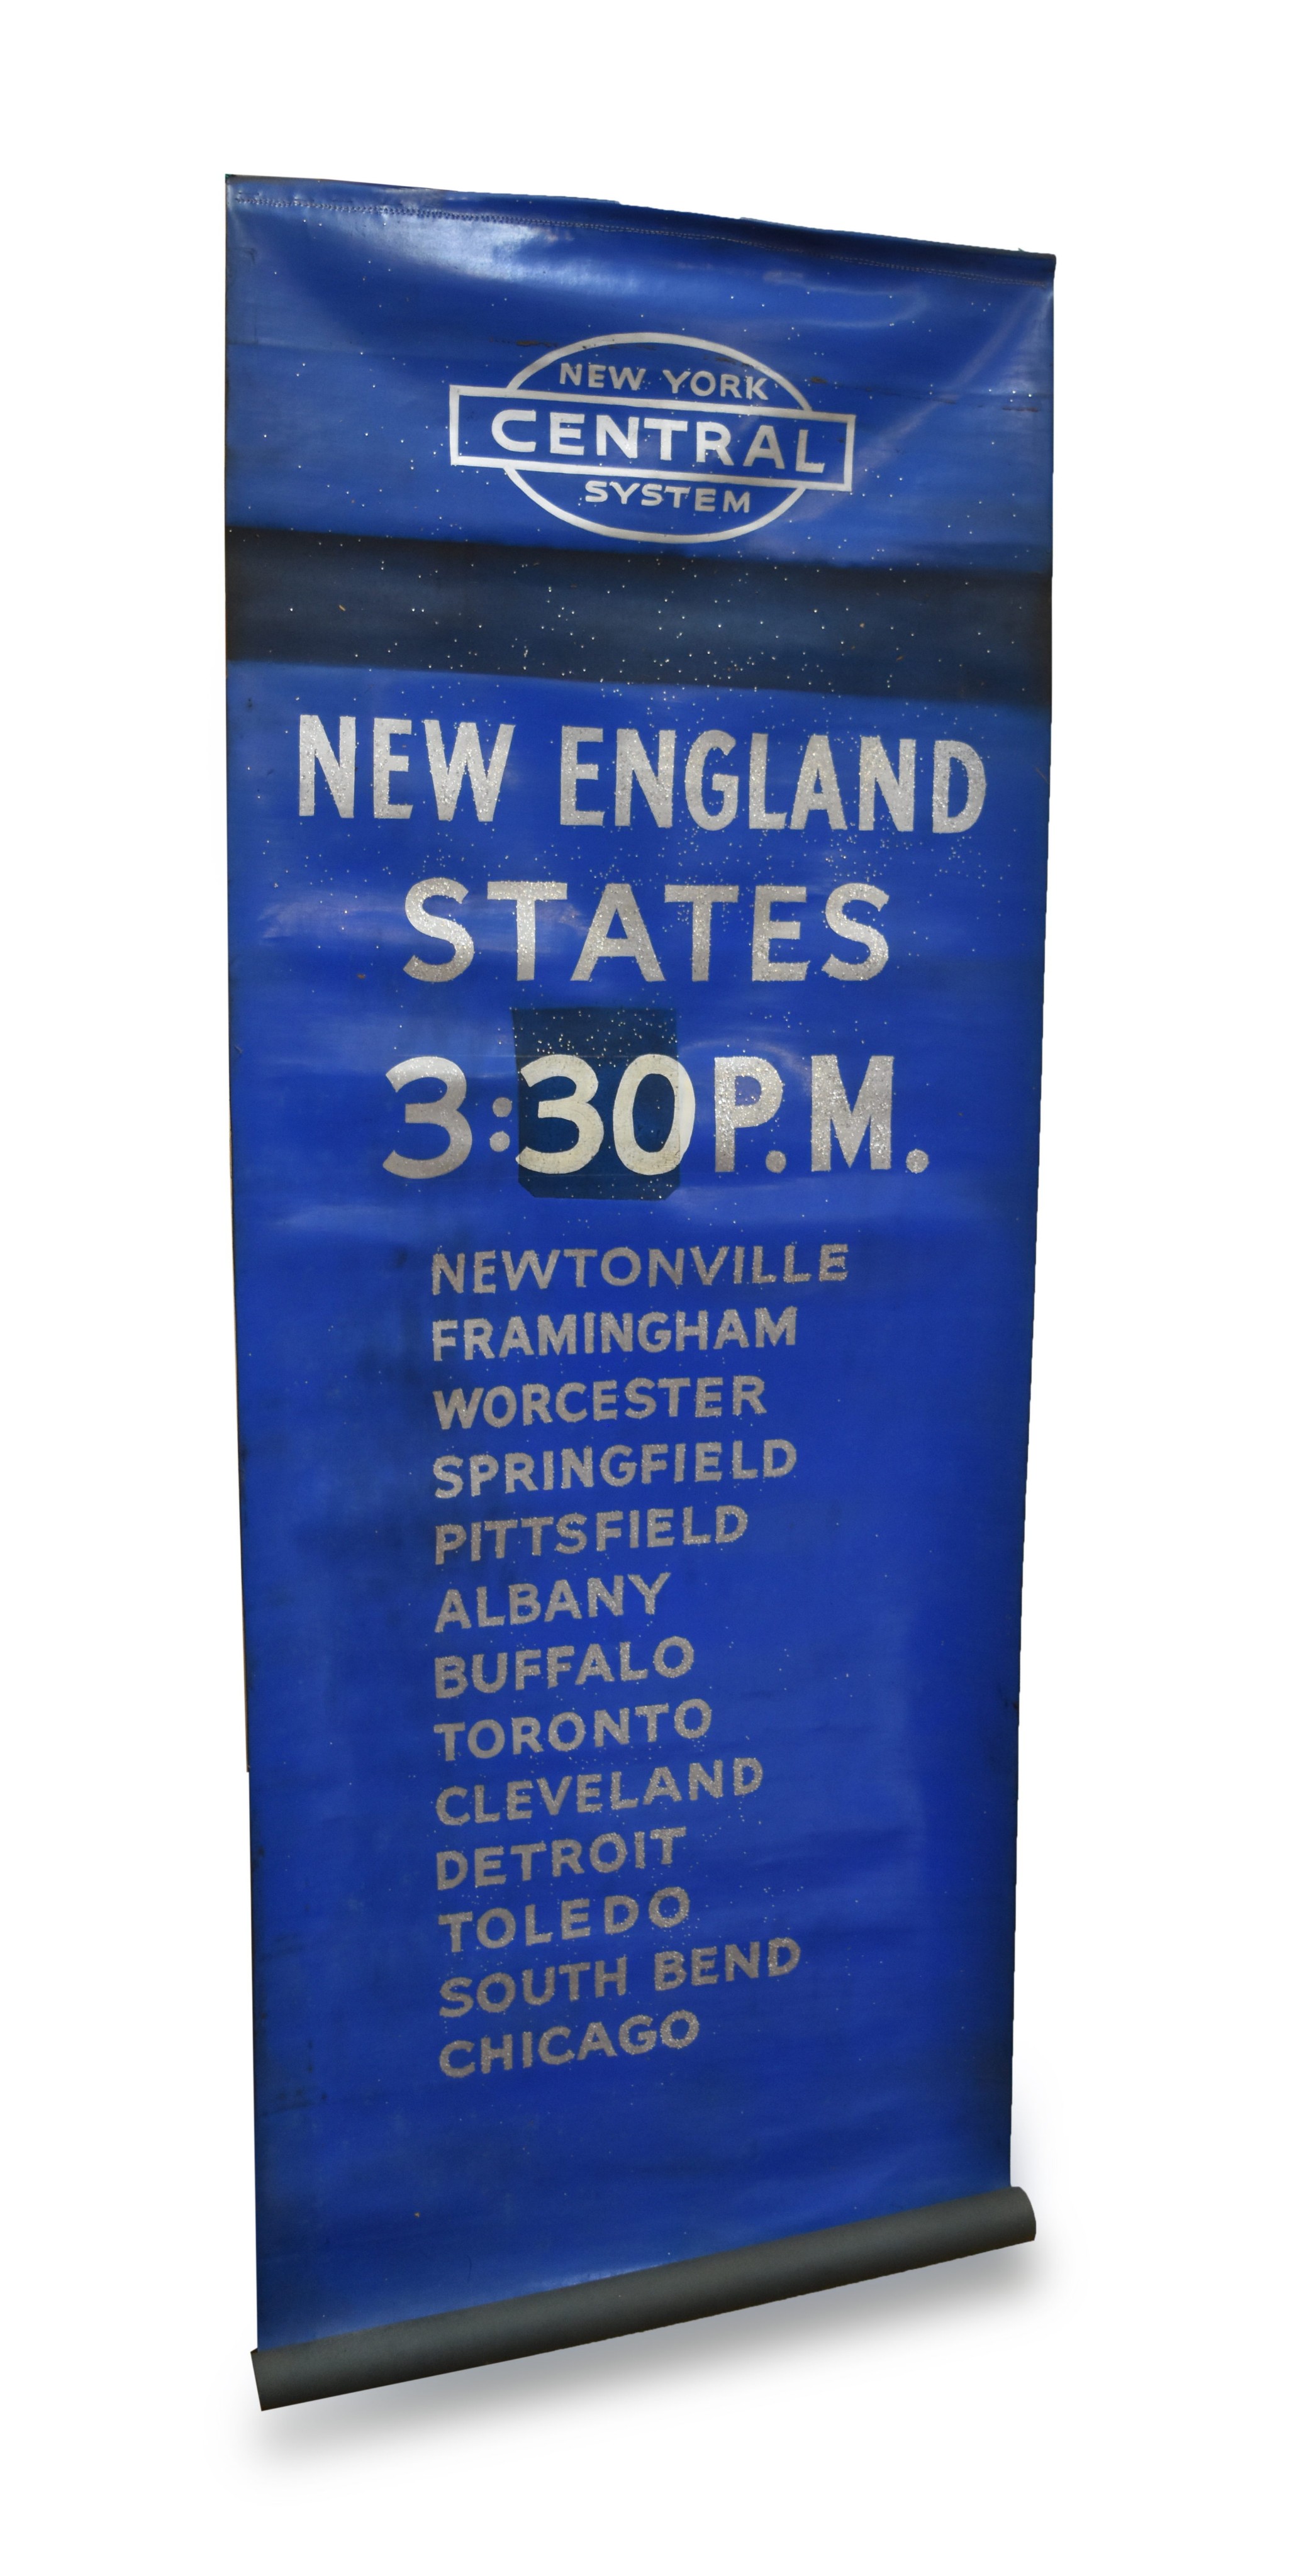 NEW YORK
CENTRAL
SYSTEM
NEW ENGLAND
STATES
3:30 P.M.
NEWTONVILLE
FRAMINGHAM
WORCESTER
SPRINGFIELD
PITTSFIELD
ALBANY
BUFFALO
TORONTO
CLEVELAND
DETROIT
TOLEDO
SOUTH BEND
CHICAGO